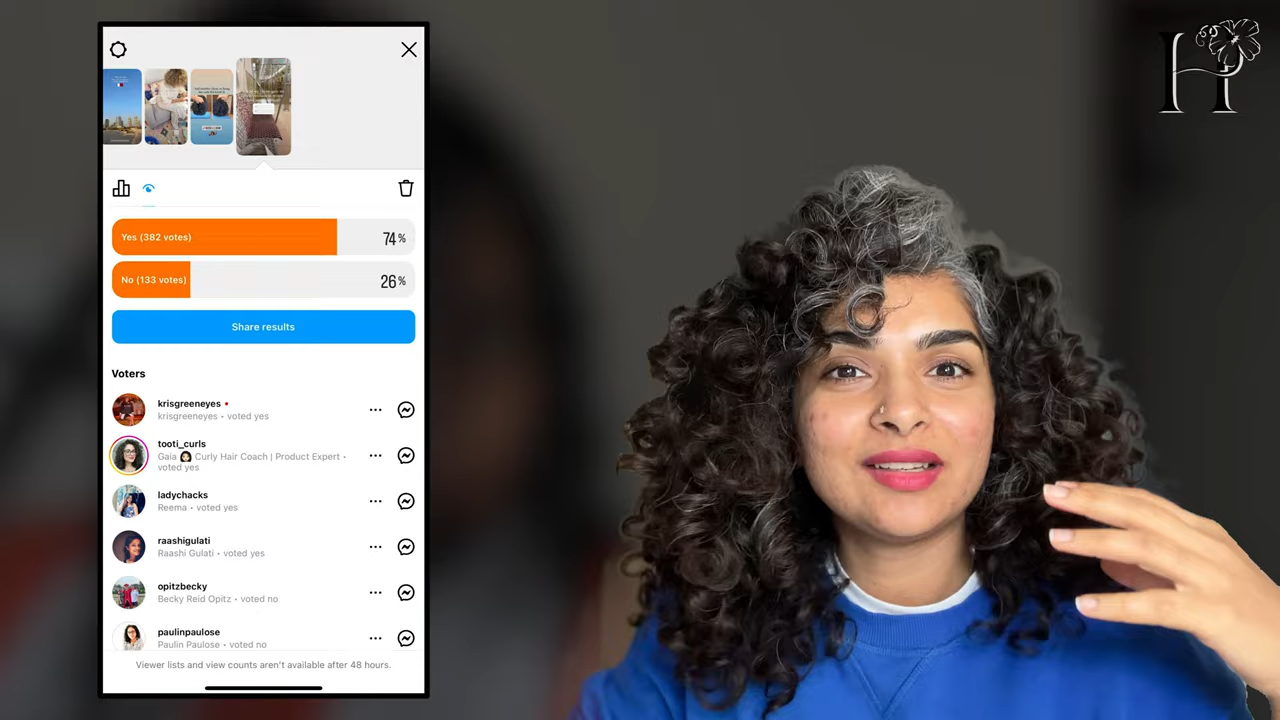 Yes (382 votes)
74%
No (133 votes)
26%
Share results
Voters
krisgreeneyes
krisgreeneyes • voted yes
tooti_curls
Gaia 👩🏻‍🦱 Curly Hair Coach | Product Expert •
voted yes
ladychacks
Reema • voted yes
raashigulati
Raashi Gulati • voted yes
opitzbecky
Becky Reid Opitz • voted no
paulinpaulose
Paulin Paulose • voted no
Viewer lists and view counts aren't available after 48 hours.
H